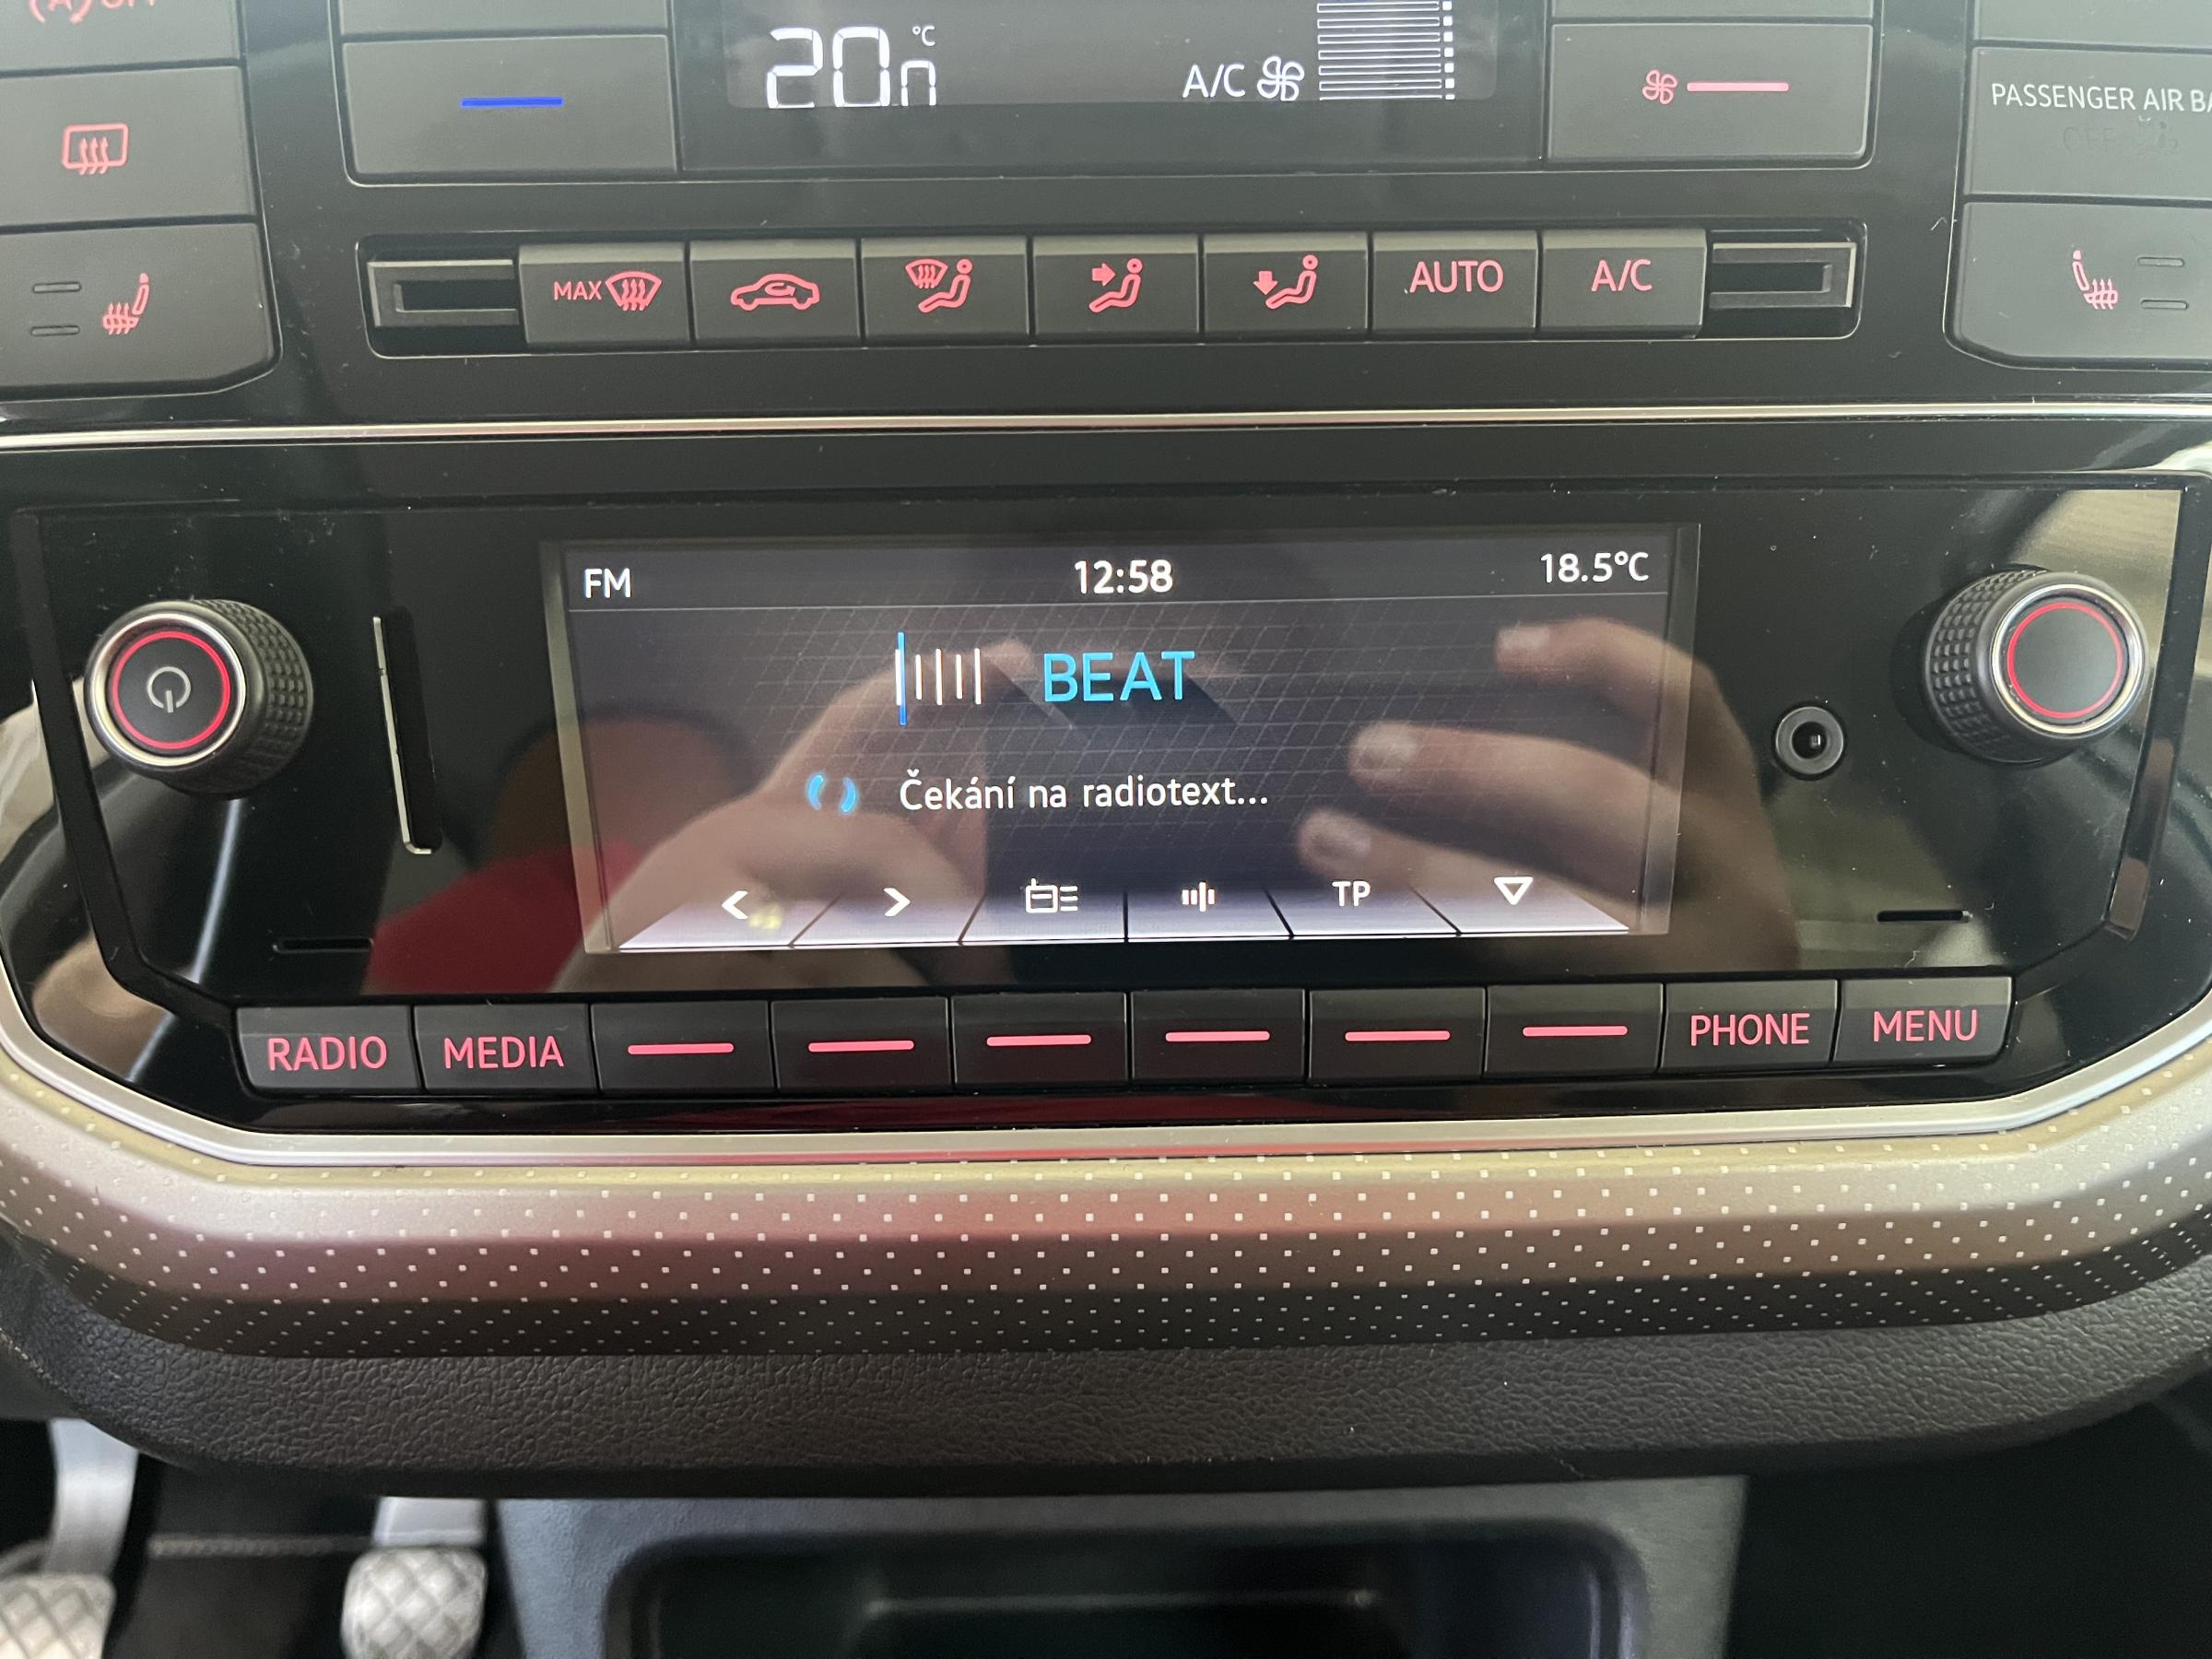 20 °C
A/C
PASSENGER AIR
MAX
AUTO
A/C
FM 12:58 18.5°C
BEAT
Čekání na radiotext...
< > TP
RADIO MEDIA PHONE MENU